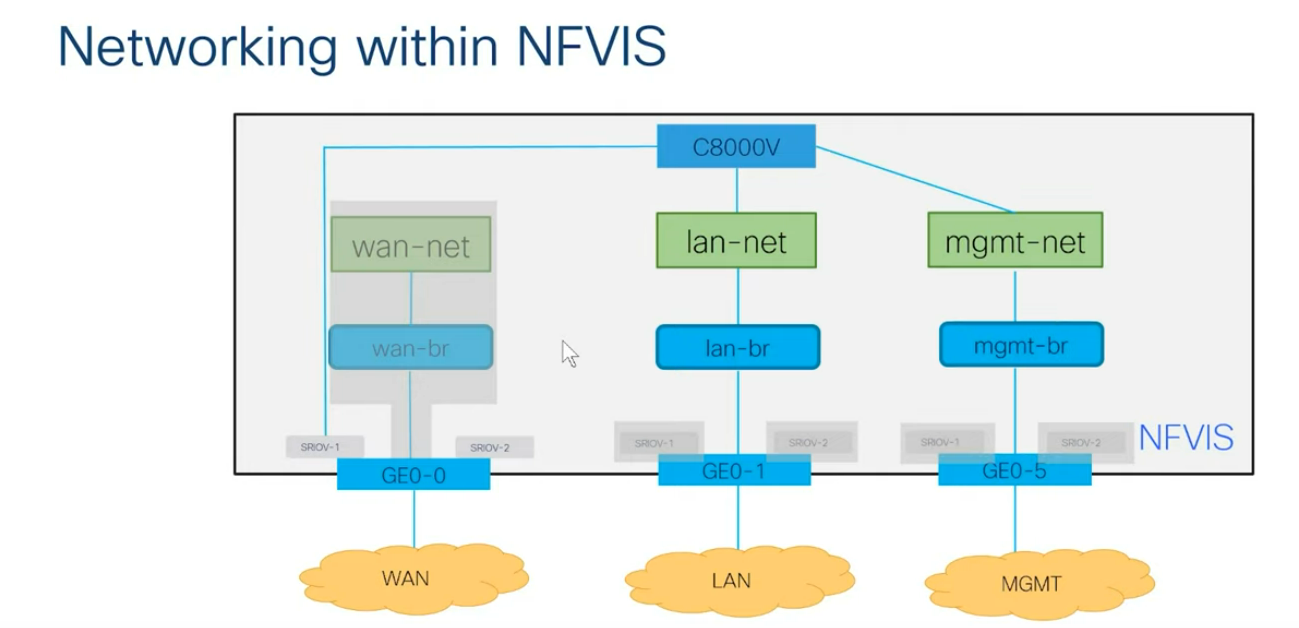 Networking within NFVIS
C8000V
wan-net
lan-net
mgmt-net
wan-br
lan-br
mgmt-br
SRIOV-1
SRIOV-2
SRIOV-1
SRIOV-2
SRIOV-1
SRIOV-2
NFVIS
GE0-0
GE0-1
GE0-5
WAN
LAN
MGMT